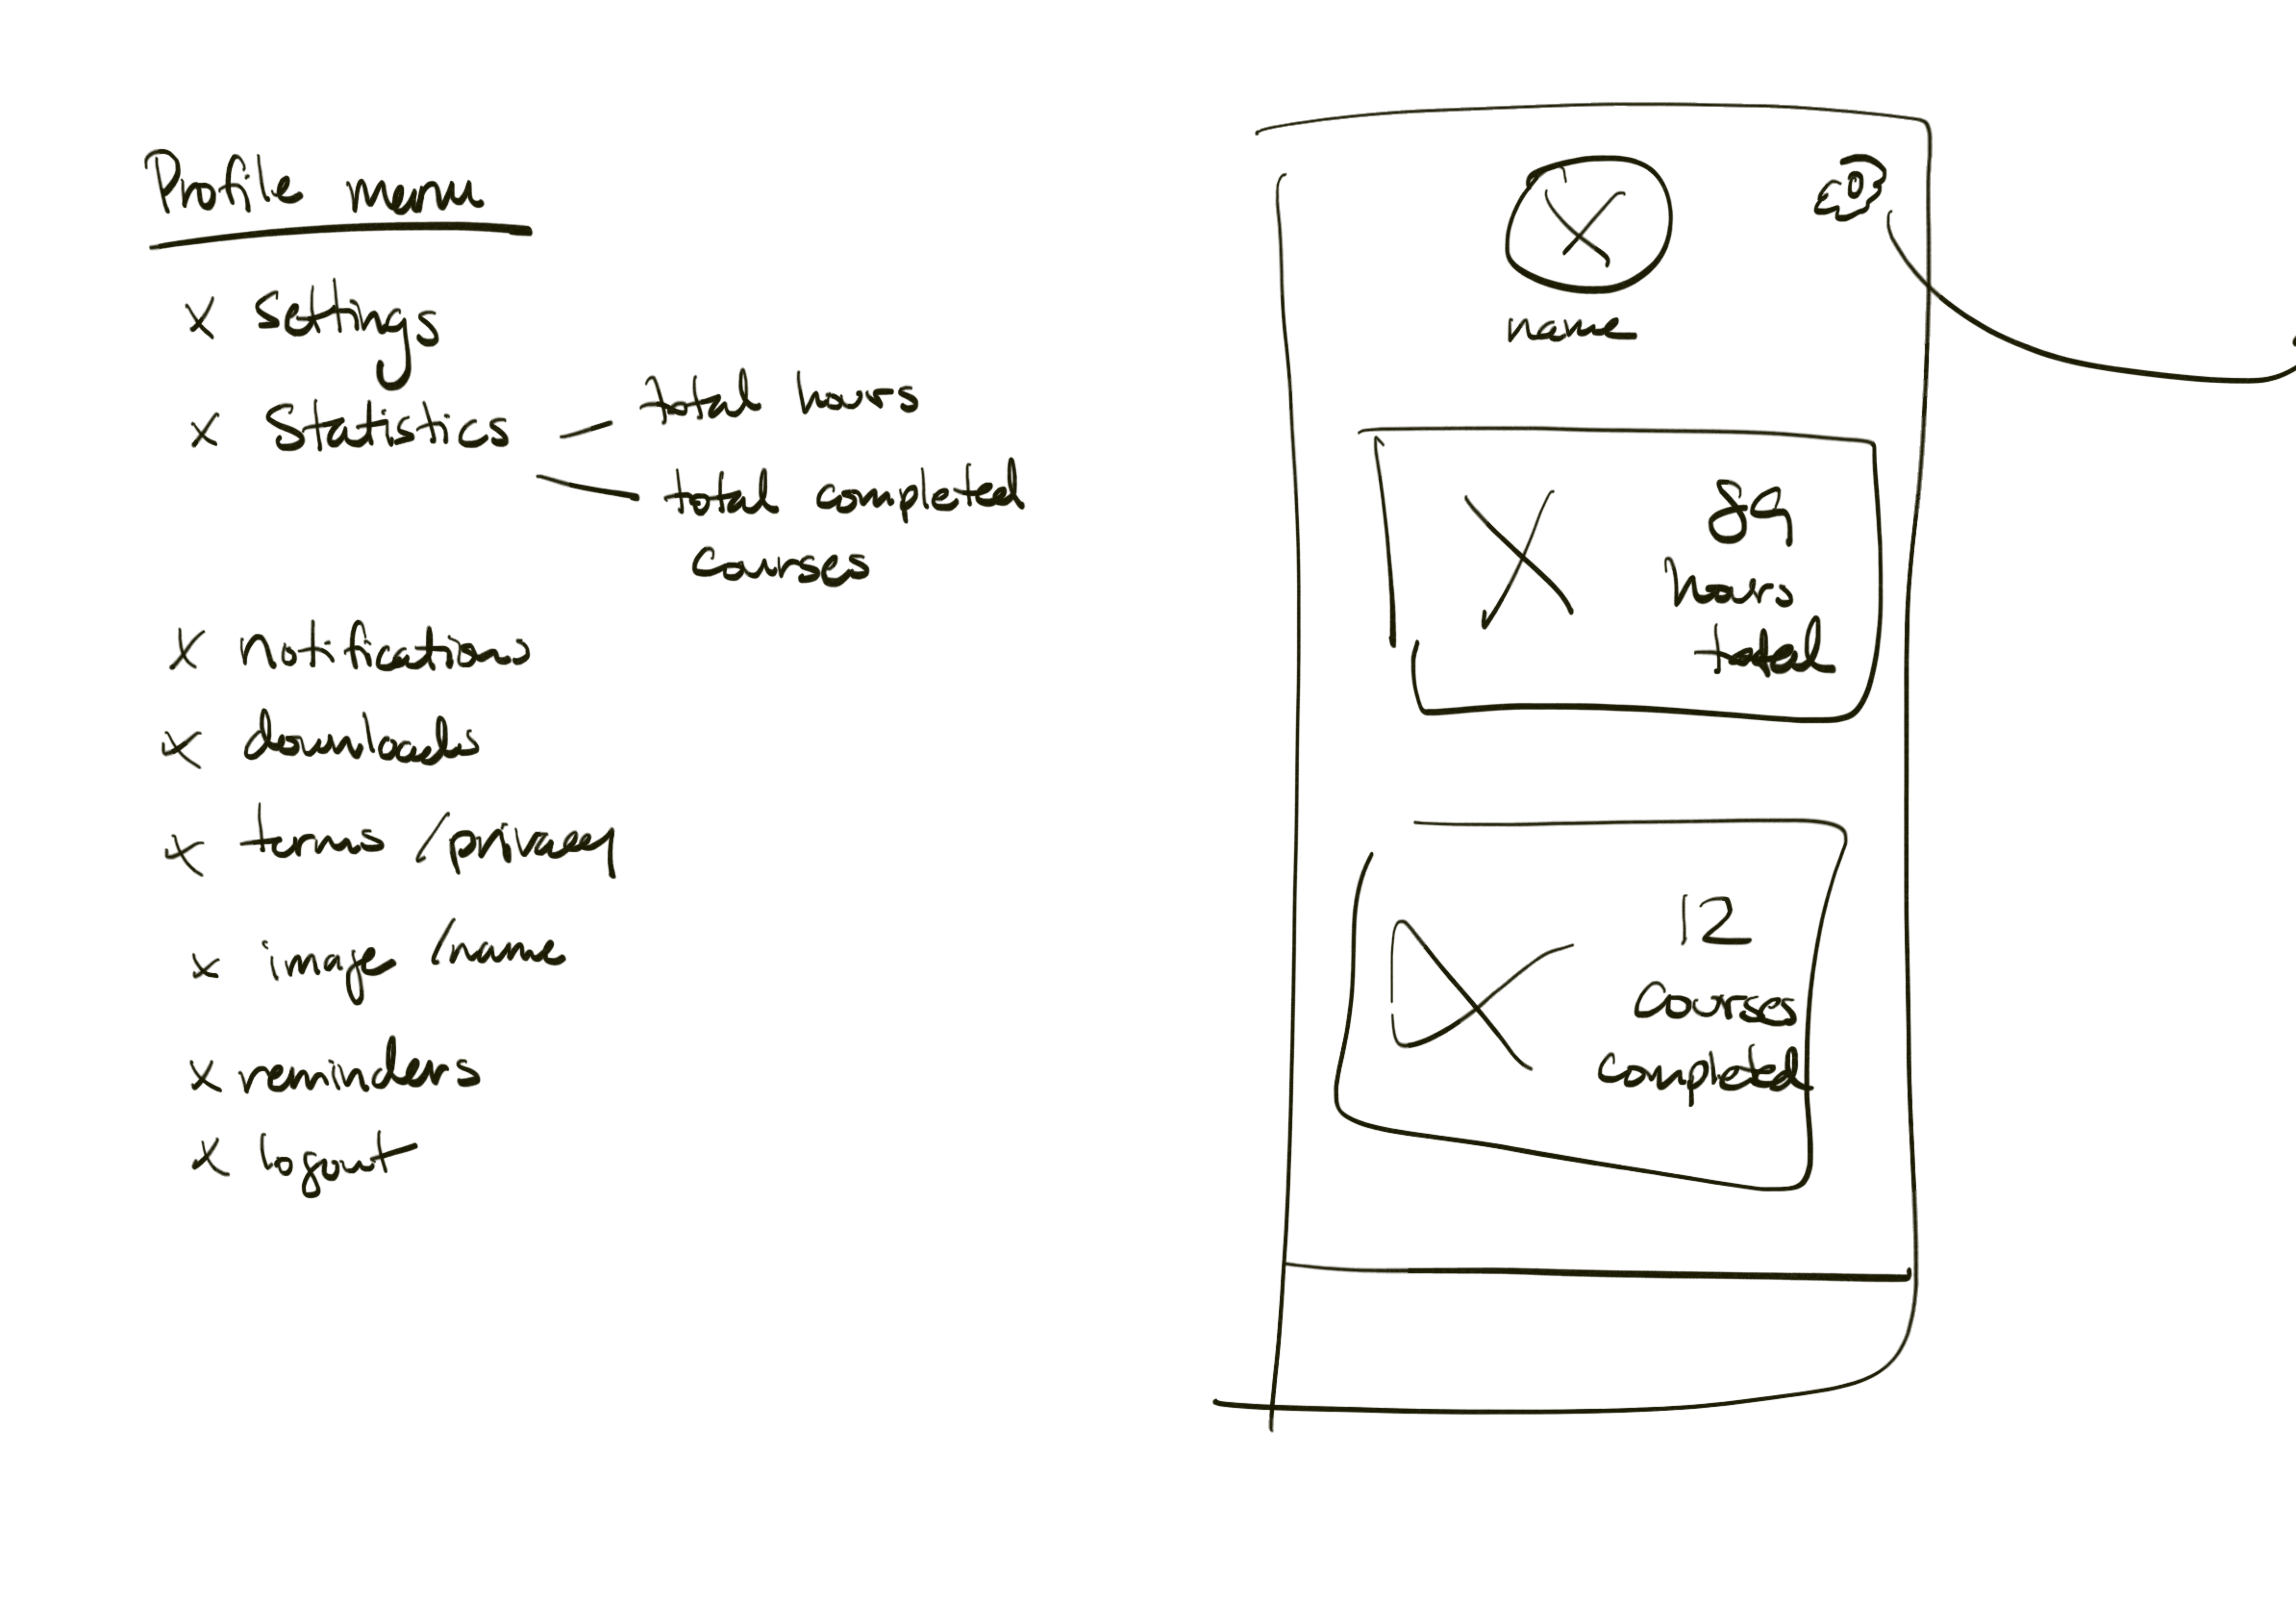 Profile menu
x settings
x Statistics — total hours
— total completed
courses
x notifications
x downloads
x terms / privacy
x image / name
x reminders
x logout
name
89
hours
total
12
courses
completed